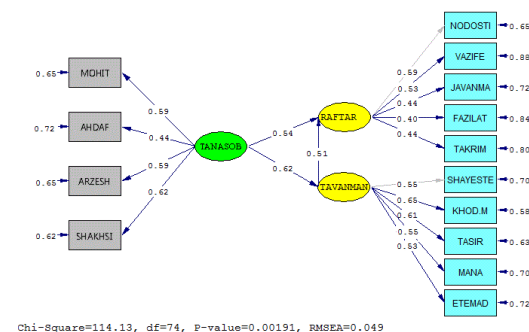 NODOSTI
0.65
VAZIFE
0.88
0.65
MOHIT
JAVANMA
0.72
0.59
0.59
0.53
RAFTAR
0.44
FAZILAT
0.84
0.72
AHDAF
0.44
0.54
0.40
0.44
TANASOB
TAKRIM
0.80
0.51
0.59
0.62
0.65
ARZESH
TAVANMAN
0.55
SHAYESTE
0.70
0.62
0.65
KHOD.M
0.58
0.61
0.62
SHAKHSI
0.55
TASIR
0.63
0.53
MANA
0.70
ETEMAD
0.72
Chi-Square=114.13, df=74, P-value=0.00191, RMSEA=0.049